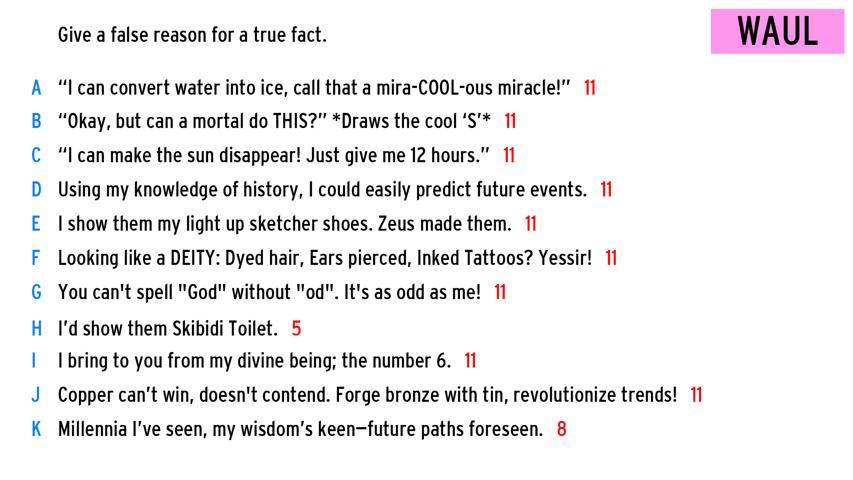 Give a false reason for a true fact.
WAUL
A “I can convert water into ice, call that a mira-COOL-ous miracle!” 11
B “Okay, but can a mortal do THIS?” *Draws the cool ‘S’* 11
C “I can make the sun disappear! Just give me 12 hours.” 11
D Using my knowledge of history, I could easily predict future events. 11
E I show them my light up sketcher shoes. Zeus made them. 11
F Looking like a DEITY: Dyed hair, Ears pierced, Inked Tattoos? Yessir! 11
G You can't spell "God" without "od". It's as odd as me! 11
H I’d show them Skibidi Toilet. 5
I I bring to you from my divine being; the number 6. 11
J Copper can’t win, doesn't contend. Forge bronze with tin, revolutionize trends! 11
K Millennia I’ve seen, my wisdom’s keen—future paths foreseen. 8